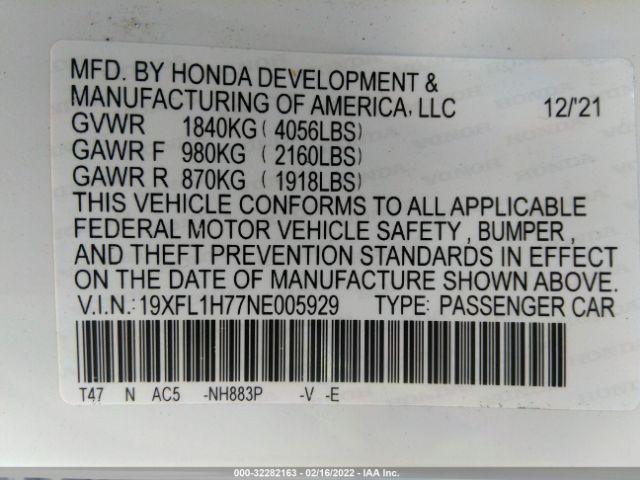 MFD. BY HONDA DEVELOPMENT &
MANUFACTURING OF AMERICA, LLC 12/'21
GVWR 1840KG ( 4056LBS)
GAWR F 980KG ( 2160LBS)
GAWR R 870KG ( 1918LBS)
THIS VEHICLE CONFORMS TO ALL APPLICABLE
FEDERAL MOTOR VEHICLE SAFETY , BUMPER ,
AND THEFT PREVENTION STANDARDS IN EFFECT
ON THE DATE OF MANUFACTURE SHOWN ABOVE.
V.I.N.: 19XFL1H77NE005929 TYPE: PASSENGER CAR
T47 N AC5 -NH883P -V -E
000-32282163 - 02/16/2022 - IAA Inc.